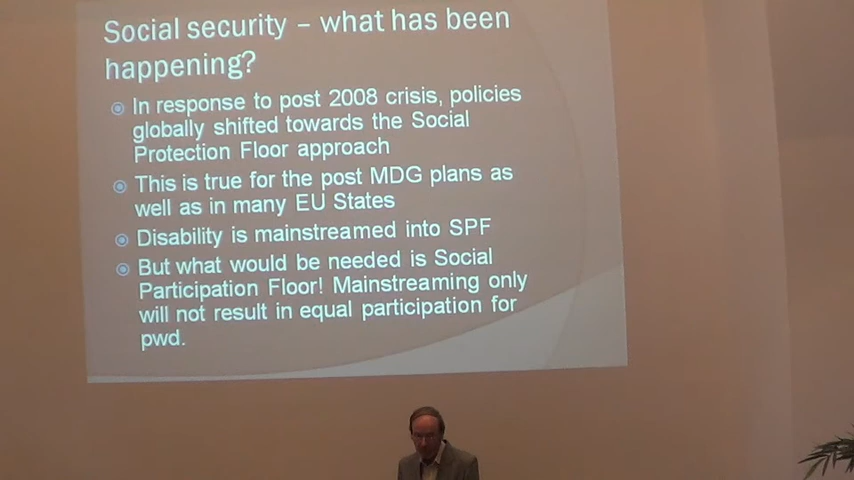 Social security – what has been
happening?
In response to post 2008 crisis, policies
globally shifted towards the Social
Protection Floor approach
This is true for the post MDG plans as
well as in many EU States
Disability is mainstreamed into SPF
But what would be needed is Social
Participation Floor! Mainstreaming only
will not result in equal participation for
pwd.